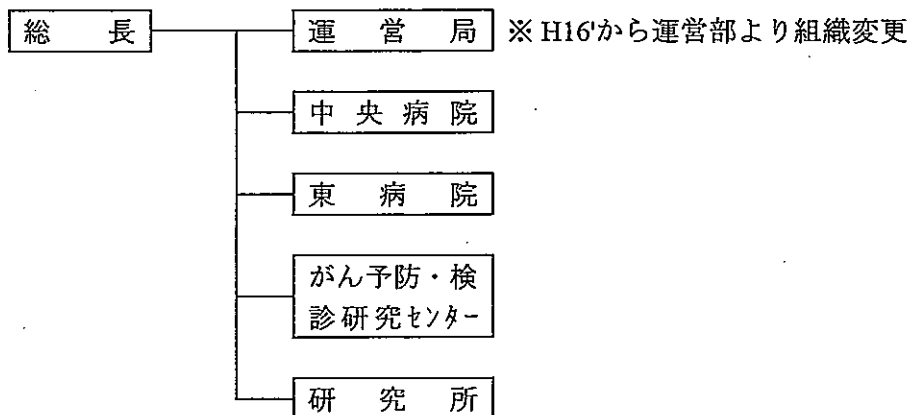 総長
運営局 ※H16'から運営部より組織変更
中央病院
東病院
がん予防・検
診研究センター
研究所